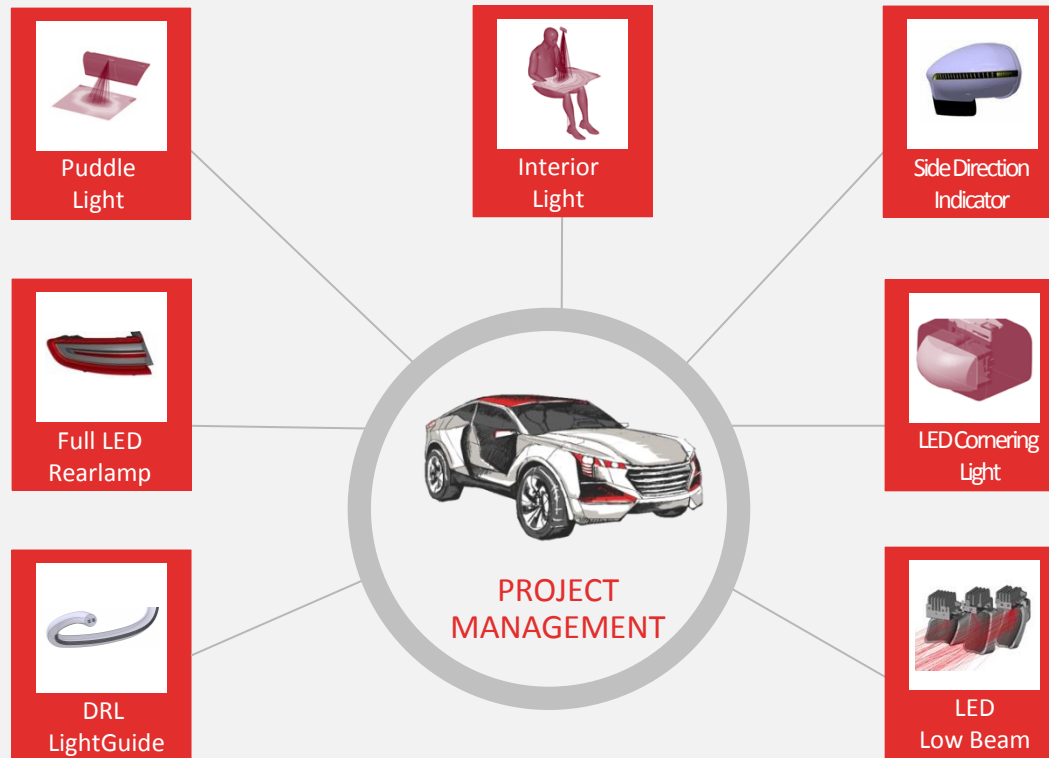 Puddle
Light
Interior
Light
Side Direction
Indicator
Full LED
Rearlamp
LED Cornering
Light
PROJECT
MANAGEMENT
DRL
LightGuide
LED
Low Beam